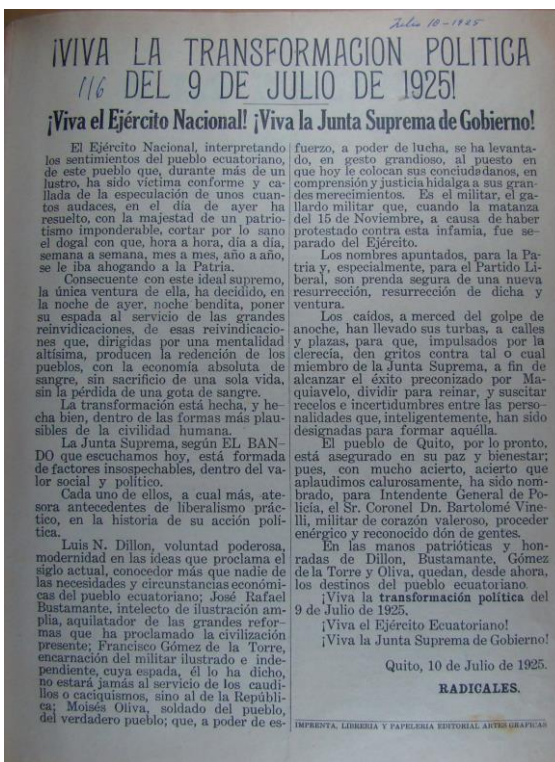 Julio 10-1925
¡VIVA LA TRANSFORMACION POLITICA
116 DEL 9 DE JULIO DE 1925!
¡Viva el Ejército Nacional! ¡Viva la Junta Suprema de Gobierno!
El Ejército Nacional, interpretando
los sentimientos del pueblo ecuatoriano,
de este pueblo que, durante más de un
lustro, ha sido víctima conforme y ca-
llada de la especulación de unos cuan-
tos audaces, en el día de ayer ha
resuelto, con la majestad de un patrio-
tismo imponderable, cortar por lo sano
el dogal con que, hora a hora, día a día,
semana a semana, mes a mes, año a año,
se le iba ahogando a la Patria.
Consecuente con este ideal supremo,
la única ventura de ella, ha decidido, en
la noche de ayer, noche bendita, poner
su espada al servicio de las grandes
reinvidicaciones, de esas reivindicacio-
nes que, dirigidas por una mentalidad
altísima, producen la redención de los
pueblos, con la economía absoluta de
sangre, sin sacrificio de una sola vida,
sin la pérdida de una gota de sangre.
La transformación está hecha, y he-
cha bien, dentro de las formas más plau-
sibles de la civilidad humana.
La Junta Suprema, según EL BAN-
DO que escuchamos hoy, está formada
de factores insospechables, dentro del va-
lor social y político.
Cada uno de ellos, a cual más, ate-
sora antecedentes de liberalismo prác-
tico, en la historia de su acción polí-
tica.
Luis N. Dillon, voluntad poderosa,
modernidad en las ideas que proclama el
siglo actual, conocedor más que nadie de
las necesidades y circunstancias económi-
cas del pueblo ecuatoriano; José Rafael
Bustamante, intelecto de ilustración am-
plia, aquilatador de las grandes refor-
mas que ha proclamado la civilización
presente; Francisco Gómez de la Torre,
encarnación del militar ilustrado e inde-
pendiente, cuya espada, él lo ha dicho,
no estará jamás al servicio de los caudi-
llos o caciquismos, sino al de la Repúbli-
ca; Moisés Oliva, soldado del pueblo,
del verdadero pueblo; que, a poder de es-
fuerzo, a poder de lucha, se ha levanta-
do, en gesto grandioso, al puesto en
que hoy le colocan sus conciudadanos, en
comprensión y justicia hidalga a sus gran-
des merecimientos. Es el militar, el ga-
llardo militar que, cuando la matanza
del 15 de Noviembre, a causa de haber
protestado contra esta infamia, fue se-
parado del Ejército.
Los nombres apuntados, para la Pa-
tria y, especialmente, para el Partido Li-
beral, son prenda segura de una nueva
resurrección, resurrección de dicha y
ventura.
Los caídos, a merced del golpe de
anoche, han llevado sus turbas, a calles
y plazas, para que, impulsados por la
clerecía, den gritos contra tal o cual
miembro de la Junta Suprema, a fin de
alcanzar el éxito preconizado por Ma-
quiavelo, dividir para reinar, y suscitar
recelos e incertidumbres entre las perso-
nalidades que, inteligentemente, han sido
designadas para formar aquélla.
El pueblo de Quito, por lo pronto,
está asegurado en su paz y bienestar;
pues, con mucho acierto, acierto que
aplaudimos calurosamente, ha sido nom-
brado, para Intendente General de Po-
licía, el Sr. Coronel Dn. Bartolomé Vine-
lli, militar de corazón valeroso, proceder
enérgico y reconocido dón de gentes.
En las manos patrióticas y hon-
radas de Dillon, Bustamante, Gómez
de la Torre y Oliva, quedan, desde ahora,
los destinos del pueblo ecuatoriano.
¡Viva la transformación política del
9 de Julio de 1925.
¡Viva el Ejército Ecuatoriano!
¡Viva la Junta Suprema de Gobierno!
Quito, 10 de Julio de 1925.
RADICALES.
IMPRENTA, LIBRERIA Y PAPELERIA EDITORIAL ARTES GRAFICAS